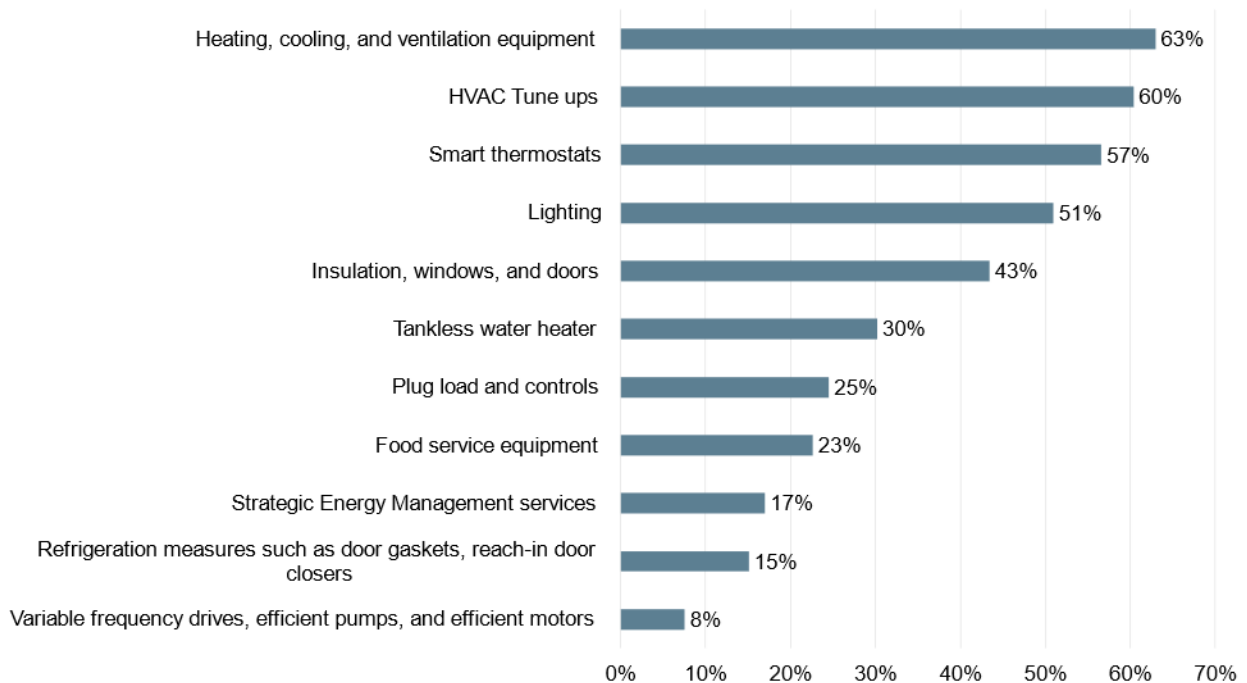 Heating, cooling, and ventilation equipment 63%
HVAC Tune ups 60%
Smart thermostats 57%
Lighting 51%
Insulation, windows, and doors 43%
Tankless water heater 30%
Plug load and controls 25%
Food service equipment 23%
Strategic Energy Management services 17%
Refrigeration measures such as door gaskets, reach-in door
closers 15%
Variable frequency drives, efficient pumps, and efficient motors 8%
0% 10% 20% 30% 40% 50% 60% 70%